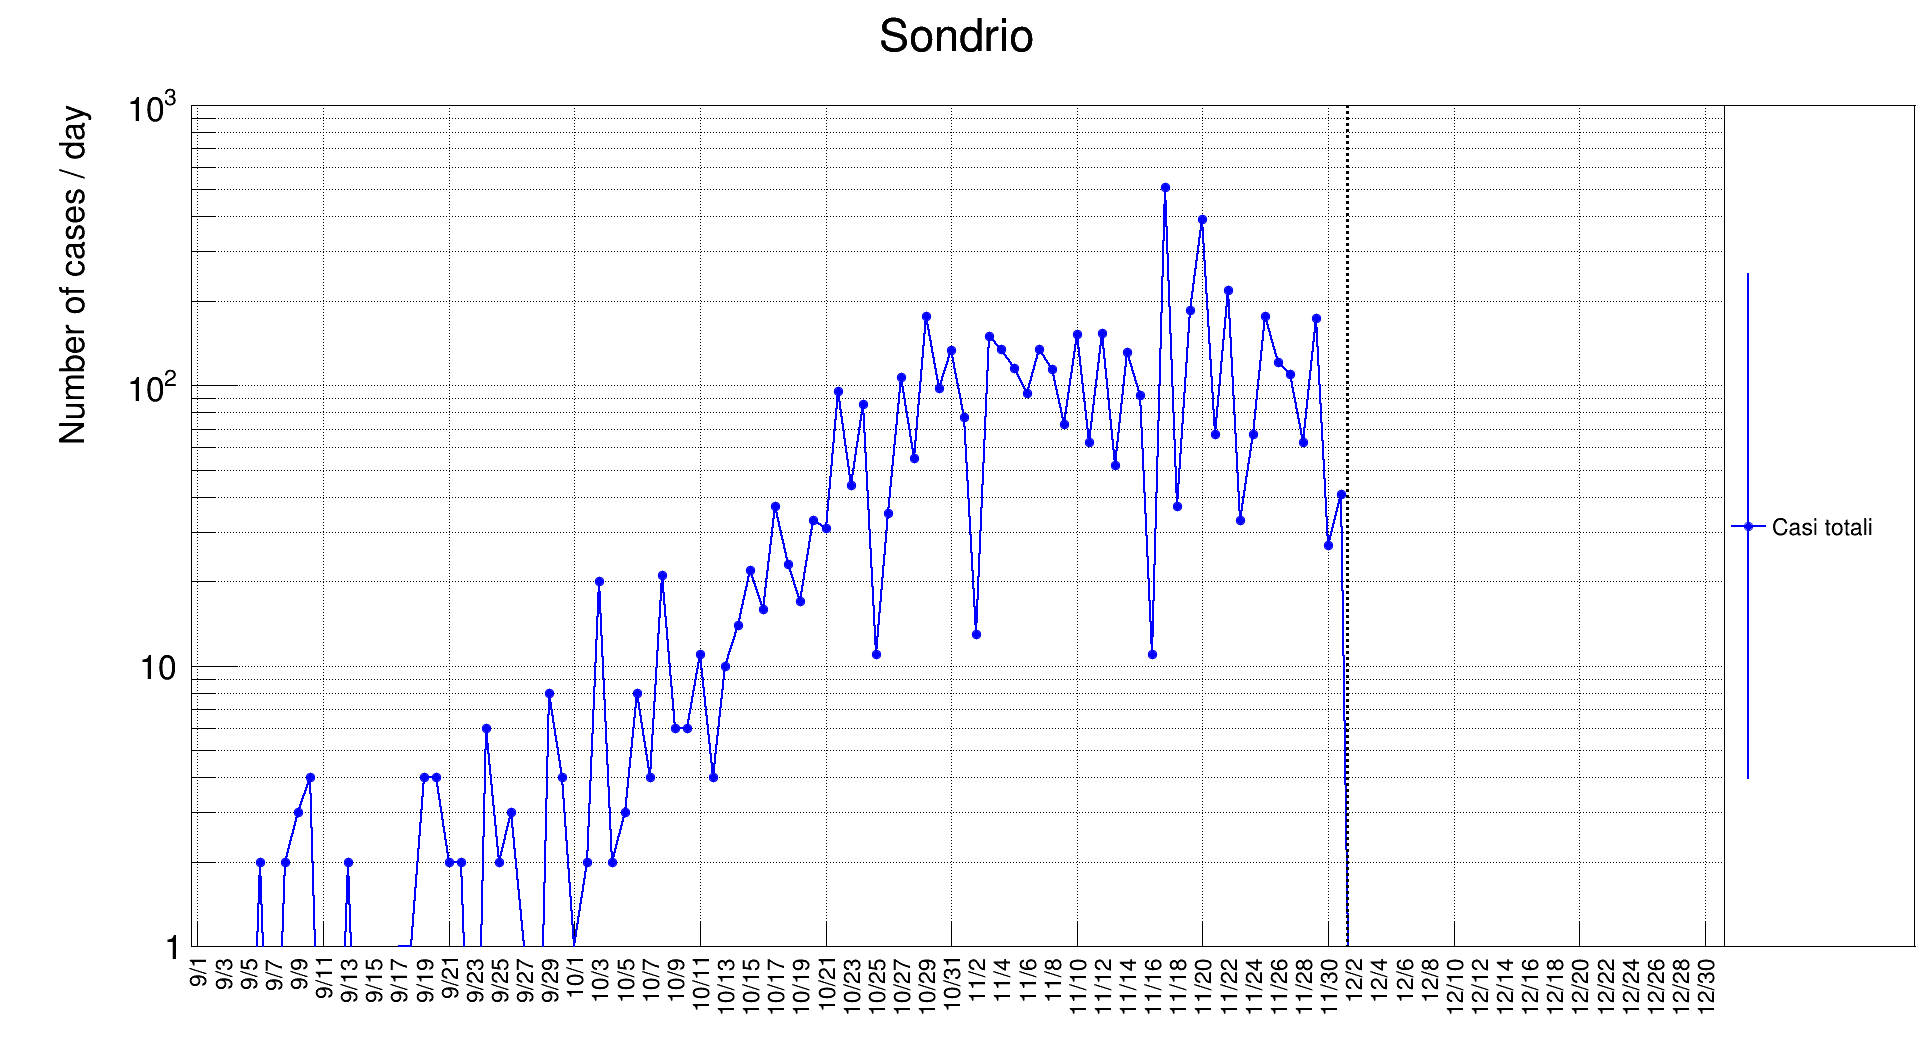 Sondrio
Number of cases / day
10³
10²
10
1
9/1 9/3 9/5 9/7 9/9 9/11 9/13 9/15 9/17 9/19 9/21 9/23 9/25 9/27 9/29 10/1 10/3 10/5 10/7 10/9 10/11 10/13 10/15 10/17 10/19 10/21 10/23 10/25 10/27 10/29 10/31 11/2 11/4 11/6 11/8 11/10 11/12 11/14 11/16 11/18 11/20 11/22 11/24 11/26 11/28 11/30 12/2 12/4 12/6 12/8 12/10 12/12 12/14 12/16 12/18 12/20 12/22 12/24 12/26 12/28 12/30
Casi totali